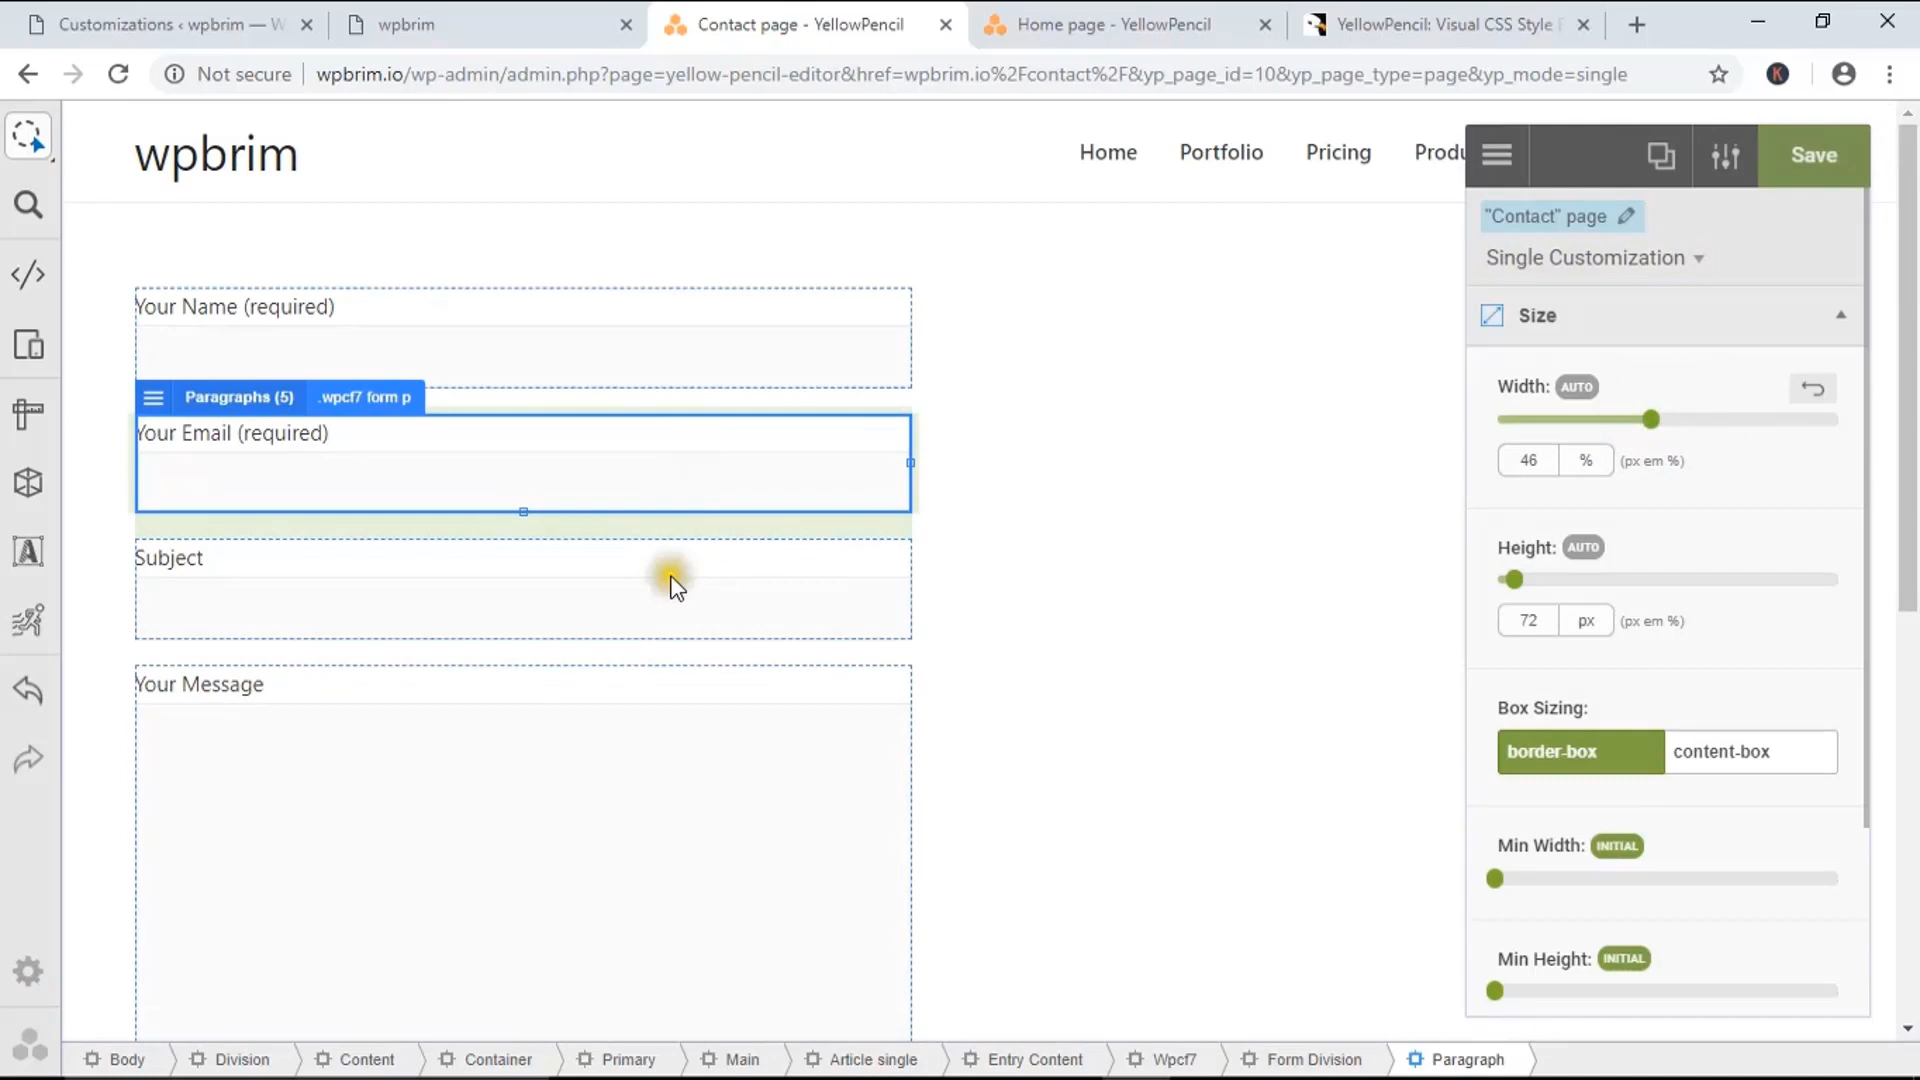 Customizations ‹ wpbrim — W
wpbrim
Contact page - YellowPencil
Home page - YellowPencil
YellowPencil: Visual CSS Style
Not secure
wpbrim.io/wp-admin/admin.php?page=yellow-pencil-editor&href=wpbrim.io%2Fcontact%2F&yp_page_id=10&yp_page_type=page&yp_mode=single
K
wpbrim
Home
Portfolio
Pricing
Produ
Save
"Contact" page
Single Customization
Size
Your Name (required)
Paragraphs (5)
.wpcf7 form p
Your Email (required)
Subject
Your Message
Width: AUTO
46 % (px em %)
Height: AUTO
72 px (px em %)
Box Sizing:
border-box content-box
Min Width: INITIAL
Min Height: INITIAL
A
Body
Division
Content
Container
Primary
Main
Article single
Entry Content
Wpcf7
Form Division
Paragraph